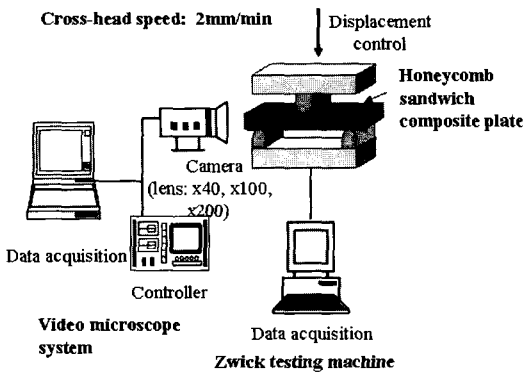 Cross-head speed: 2mm/min
Displacement
control
Honeycomb
sandwich
composite plate
Camera
(lens: x40, x100,
x200)
Data acquisition
Controller
Video microscope
system
Data acquisition
Zwick testing machine